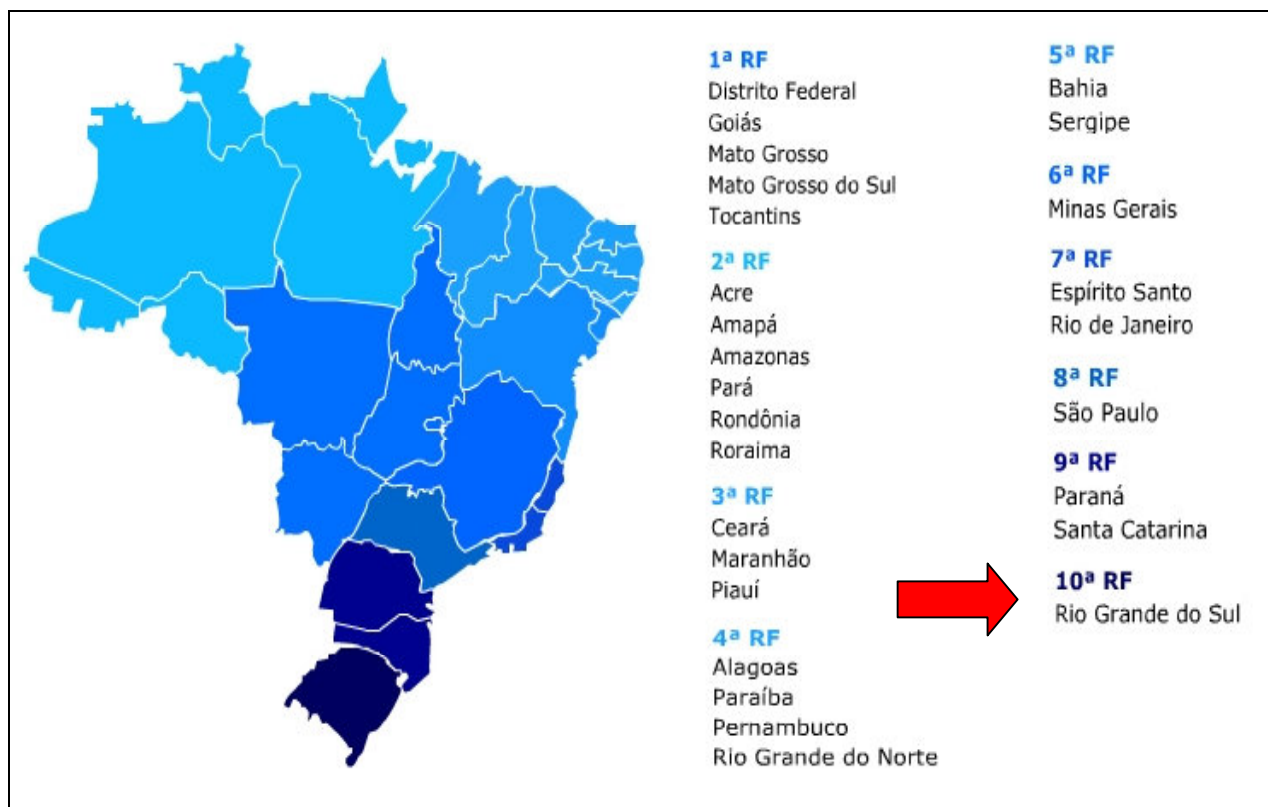 1ª RF
Distrito Federal
Goiás
Mato Grosso
Mato Grosso do Sul
Tocantins
2ª RF
Acre
Amapá
Amazonas
Pará
Rondônia
Roraima
3ª RF
Ceará
Maranhão
Piauí
4ª RF
Alagoas
Paraíba
Pernambuco
Rio Grande do Norte
5ª RF
Bahia
Sergipe
6ª RF
Minas Gerais
7ª RF
Espírito Santo
Rio de Janeiro
8ª RF
São Paulo
9ª RF
Paraná
Santa Catarina
10ª RF
Rio Grande do Sul